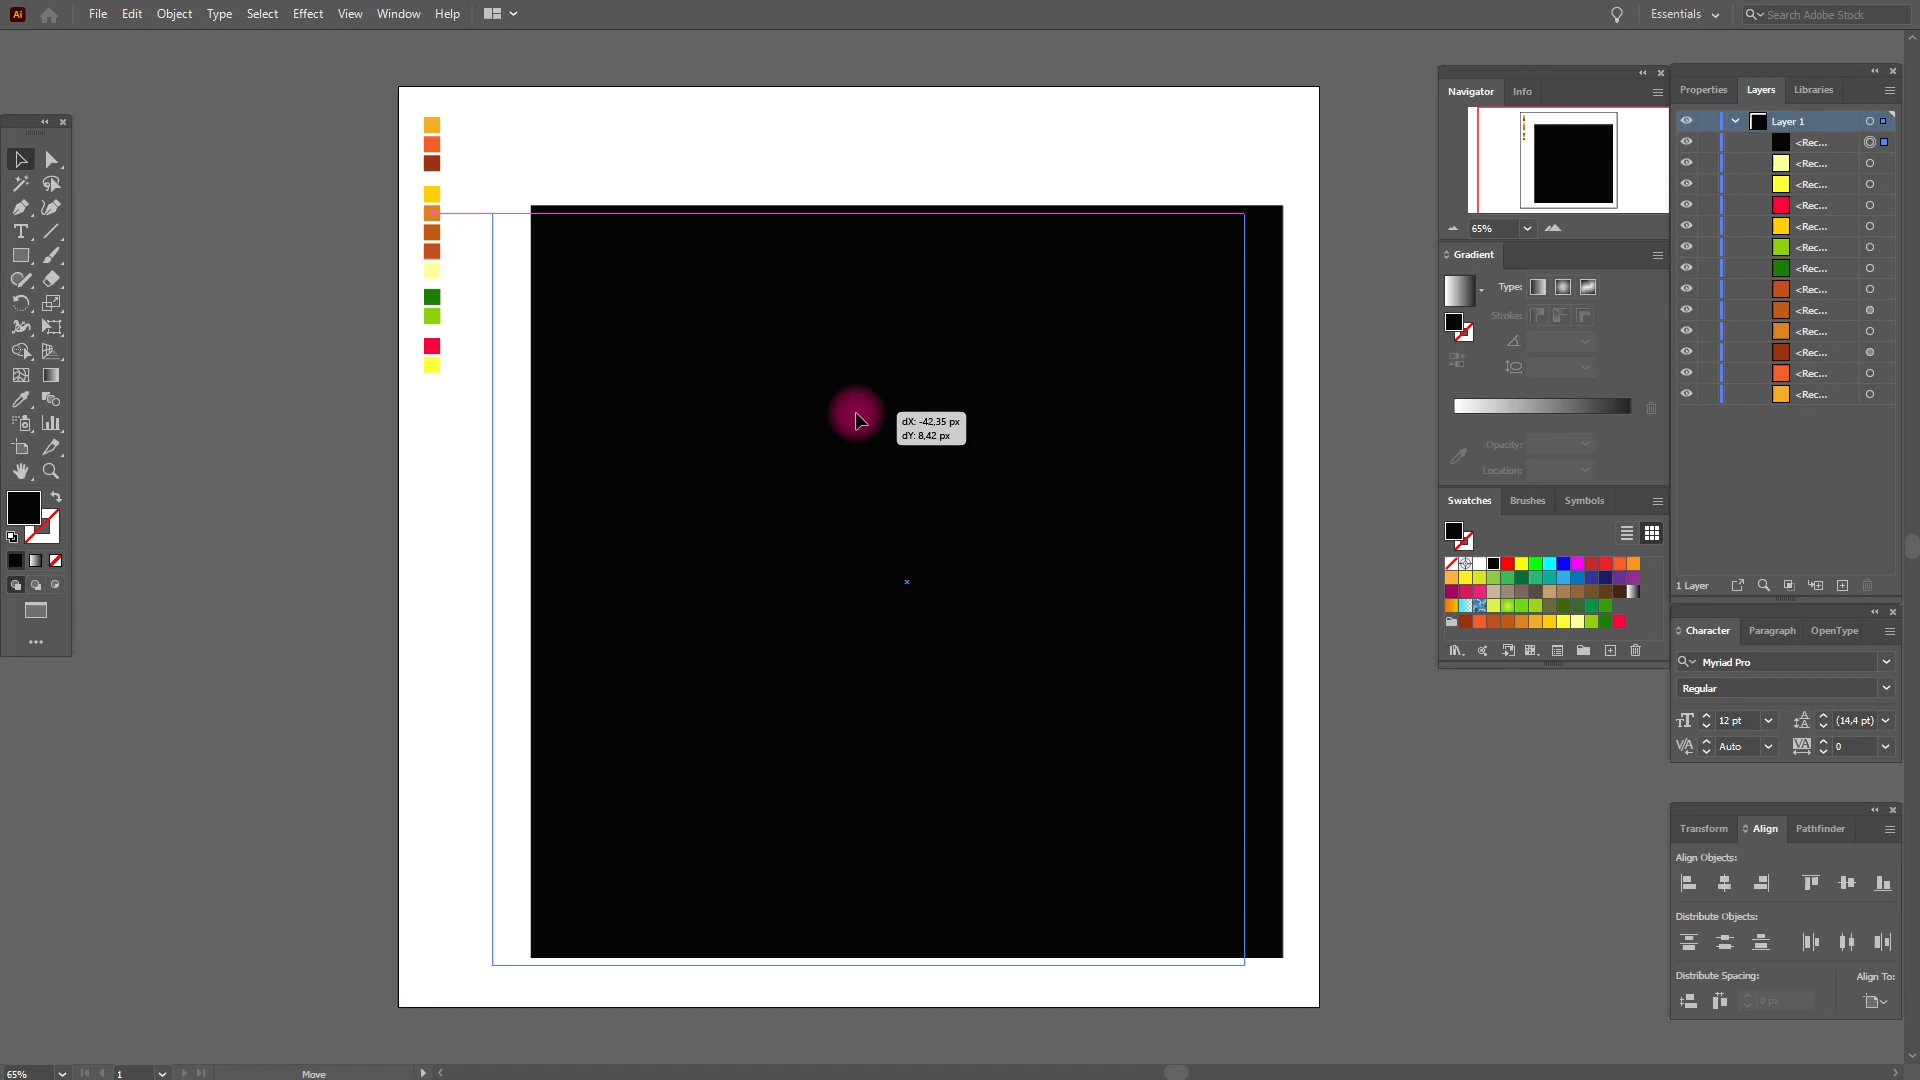 Ai File Edit Object Type Select Effect View Window Help Essentials Search Adobe Stock
Navigator Info
65%
Gradient
Type:
Stroke:
Opacity:
Location:
Swatches Brushes Symbols
Properties Layers Libraries
Layer 1
<Rec...
<Rec...
<Rec...
<Rec...
<Rec...
<Rec...
<Rec...
<Rec...
<Rec...
<Rec...
<Rec...
<Rec...
<Rec...
1 Layer
Character Paragraph OpenType
Myriad Pro
Regular
12 pt (14,4 pt)
Auto 0
Transform Align Pathfinder
Align Objects:
Distribute Objects:
Distribute Spacing: Align To:
0 px
dX: -42,35 px
dY: 8,42 px
65% 1 Move